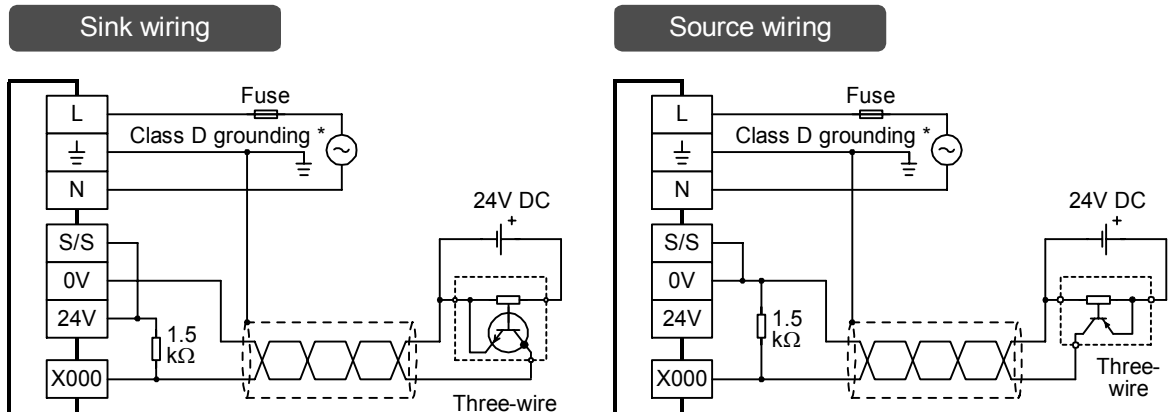 Sink wiring
Source wiring
L
Fuse
Class D grounding *
N
24V DC
+
S/S
0V
24V
1.5
kΩ
X000
Three-wire
L
Fuse
Class D grounding *
N
24V DC
+
S/S
0V
24V
1.5
kΩ
X000
Three-
wire